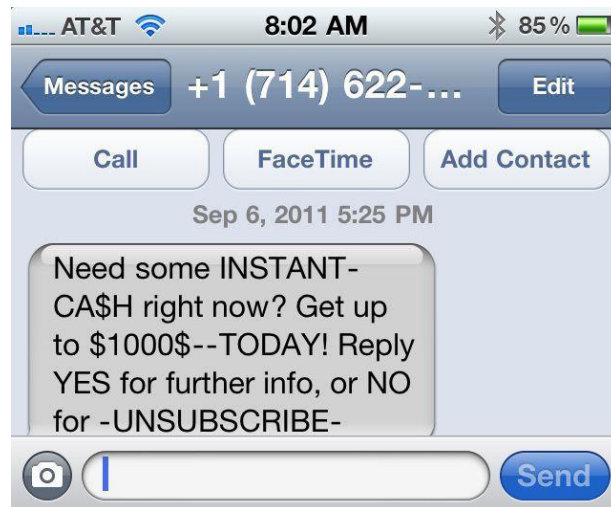 AT&T 8:02 AM 85%
Messages +1 (714) 622-... Edit
Call FaceTime Add Contact
Sep 6, 2011 5:25 PM
Need some INSTANT-
CA$H right now? Get up
to $1000$--TODAY! Reply
YES for further info, or NO
for -UNSUBSCRIBE-
Send